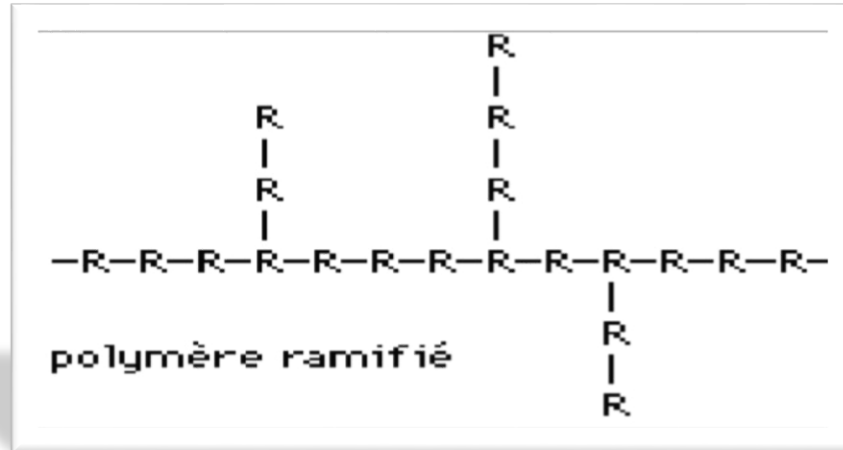 R
|
R R
| |
R R
| |
—R—R—R—R—R—R—R—R—R—R—R—R—R—
|
R
polymère ramifié
|
R